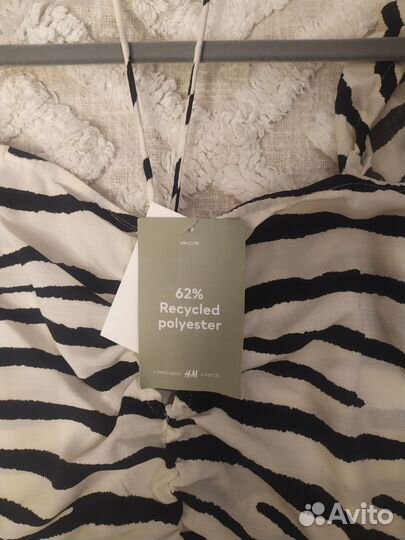 HM.COM
62%
Recycled
polyester
CONSCIOUS H&M CHOICE
Avito